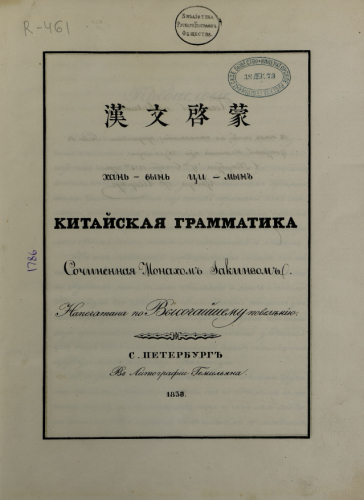 R-461
漢文啓蒙
ХАНЬ – ВЫНЬ ЦИ – МЫНЪ
КИТАЙСКАЯ ГРАММАТИКА
Сочиненная Монахомъ Іакинѳомъ.
Напечатана по Высочайшему повелѣнію.
С. ПЕТЕРБУРГЪ
Въ Литографіи Гемильяна.
1838.
1786